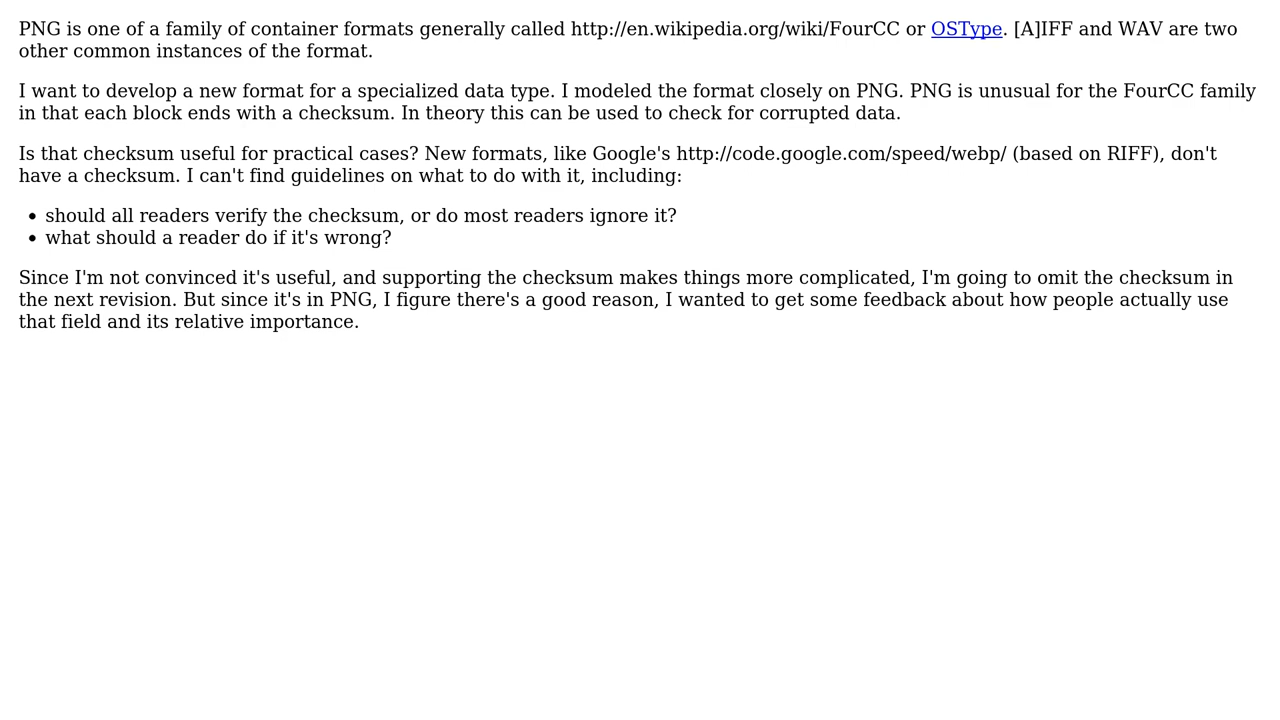 PNG is one of a family of container formats generally called http://en.wikipedia.org/wiki/FourCC or OSType. [A]IFF and WAV are two
other common instances of the format.
I want to develop a new format for a specialized data type. I modeled the format closely on PNG. PNG is unusual for the FourCC family
in that each block ends with a checksum. In theory this can be used to check for corrupted data.
Is that checksum useful for practical cases? New formats, like Google's http://code.google.com/speed/webp/ (based on RIFF), don't
have a checksum. I can't find guidelines on what to do with it, including:
• should all readers verify the checksum, or do most readers ignore it?
• what should a reader do if it's wrong?
Since I'm not convinced it's useful, and supporting the checksum makes things more complicated, I'm going to omit the checksum in
the next revision. But since it's in PNG, I figure there's a good reason, I wanted to get some feedback about how people actually use
that field and its relative importance.